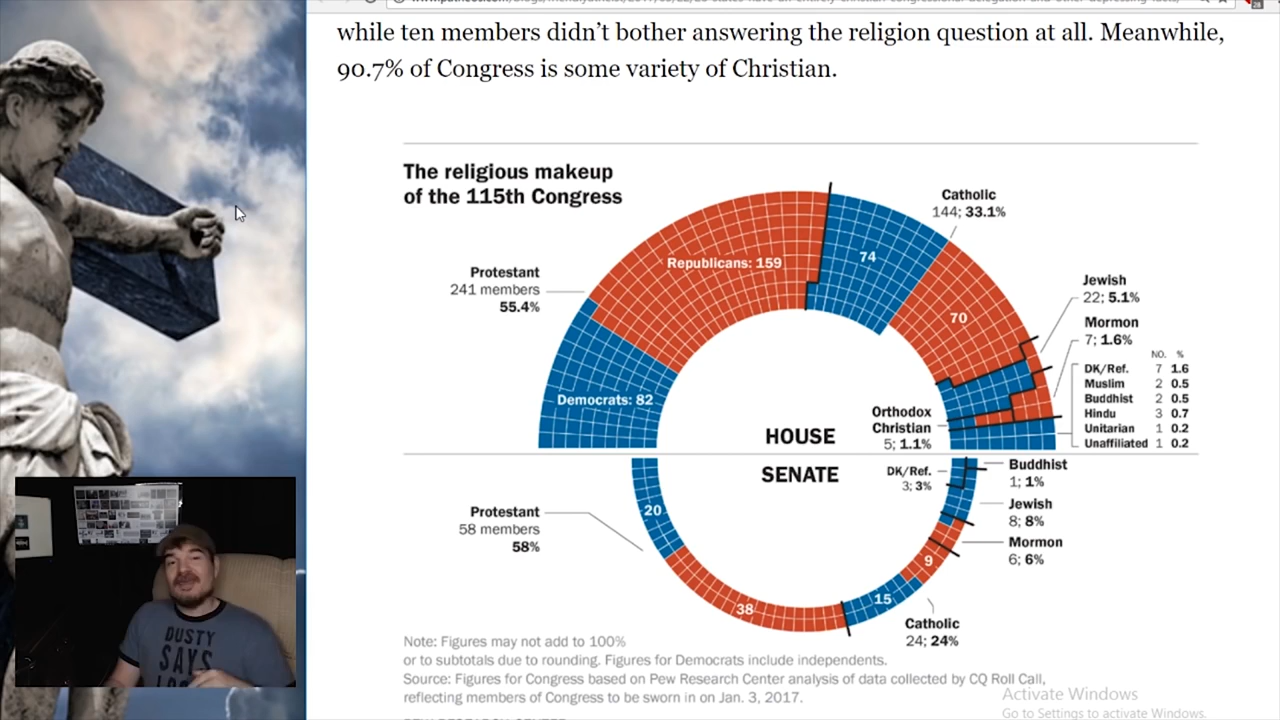 while ten members didn’t bother answering the religion question at all. Meanwhile,
90.7% of Congress is some variety of Christian.
The religious makeup
of the 115th Congress
Catholic
144; 33.1%
Republicans: 159
74
Protestant
241 members
55.4%
Jewish
22; 5.1%
70
Mormon
7; 1.6%
NO. %
DK/Ref. 7 1.6
Muslim 2 0.5
Buddhist 2 0.5
Hindu 3 0.7
Unitarian 1 0.2
Unaffiliated 1 0.2
Democrats: 82
Orthodox
Christian
5; 1.1%
HOUSE
SENATE
DK/Ref.
3; 3%
Buddhist
1; 1%
Jewish
8; 8%
Mormon
6; 6%
Protestant
58 members
58%
20
9
15
38
Catholic
24; 24%
Note: Figures may not add to 100%
or to subtotals due to rounding. Figures for Democrats include independents.
Source: Figures for Congress based on Pew Research Center analysis of data collected by CQ Roll Call,
reflecting members of Congress to be sworn in on Jan. 3, 2017.
Activate Windows
Go to Settings to activate Windows.
DUSTY
SAYS